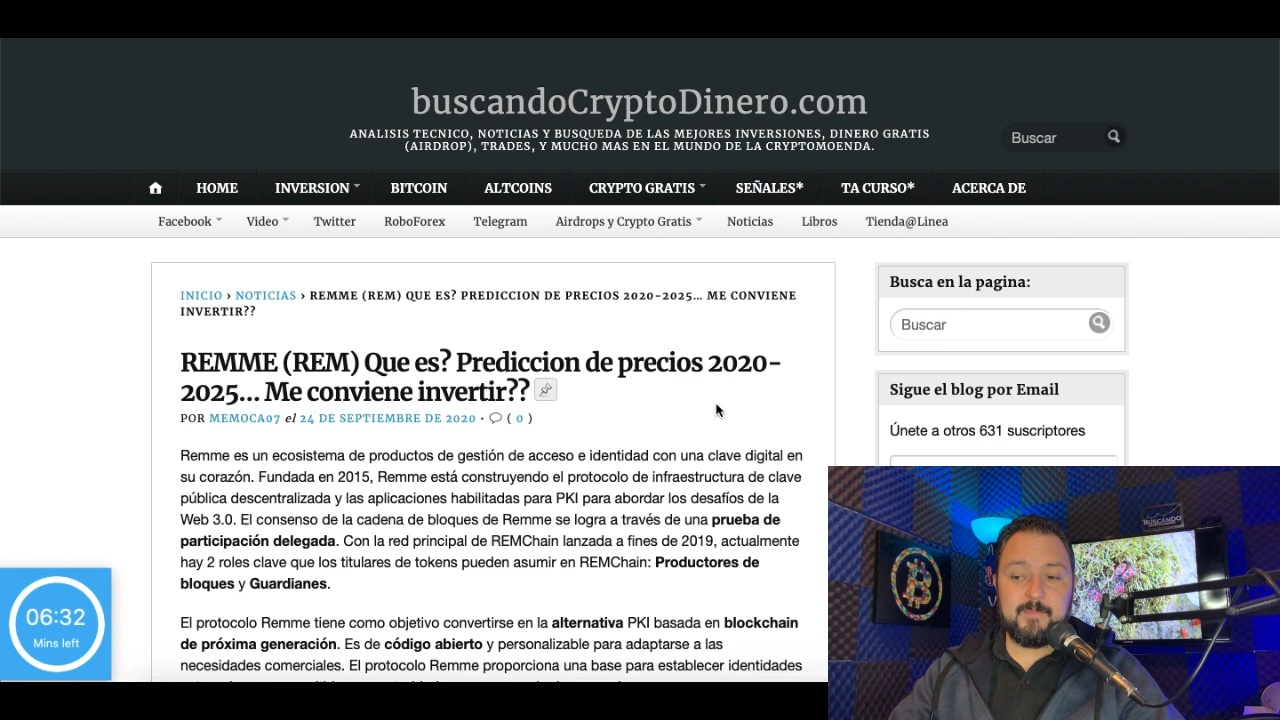 buscandoCryptoDinero.com
ANALISIS TECNICO, NOTICIAS Y BUSQUEDA DE LAS MEJORES INVERSIONES, DINERO GRATIS
(AIRDROP), TRADES, Y MUCHO MAS EN EL MUNDO DE LA CRYPTOMOENDA.
Buscar
HOME INVERSION BITCOIN ALTCOINS CRYPTO GRATIS SEÑALES* TA CURSO* ACERCA DE
Facebook Video Twitter RoboForex Telegram Airdrops y Crypto Gratis Noticias Libros Tienda@Linea
INICIO › NOTICIAS › REMME (REM) QUE ES? PREDICCION DE PRECIOS 2020-2025… ME CONVIENE
INVERTIR??
REMME (REM) Que es? Prediccion de precios 2020-
2025… Me conviene invertir??
POR MEMOCA07 el 24 DE SEPTIEMBRE DE 2020 • ( 0 )
Remme es un ecosistema de productos de gestión de acceso e identidad con una clave digital en
su corazón. Fundada en 2015, Remme está construyendo el protocolo de infraestructura de clave
pública descentralizada y las aplicaciones habilitadas para PKI para abordar los desafíos de la
Web 3.0. El consenso de la cadena de bloques de Remme se logra a través de una prueba de
participación delegada. Con la red principal de REMChain lanzada a fines de 2019, actualmente
hay 2 roles clave que los titulares de tokens pueden asumir en REMChain: Productores de
bloques y Guardianes.
El protocolo Remme tiene como objetivo convertirse en la alternativa PKI basada en blockchain
de próxima generación. Es de código abierto y personalizable para adaptarse a las
necesidades comerciales. El protocolo Remme proporciona una base para establecer identidades
Busca en la pagina:
Buscar
Sigue el blog por Email
Únete a otros 631 suscriptores
06:32
Mins left
BUSCANDO